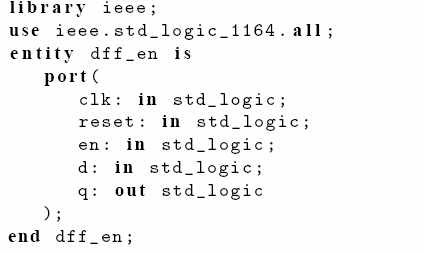 library ieee;
use ieee.std_logic_1164.all;
entity dff_en is
port(
clk: in std_logic;
reset: in std_logic;
en: in std_logic;
d: in std_logic;
q: out std_logic
);
end dff_en;